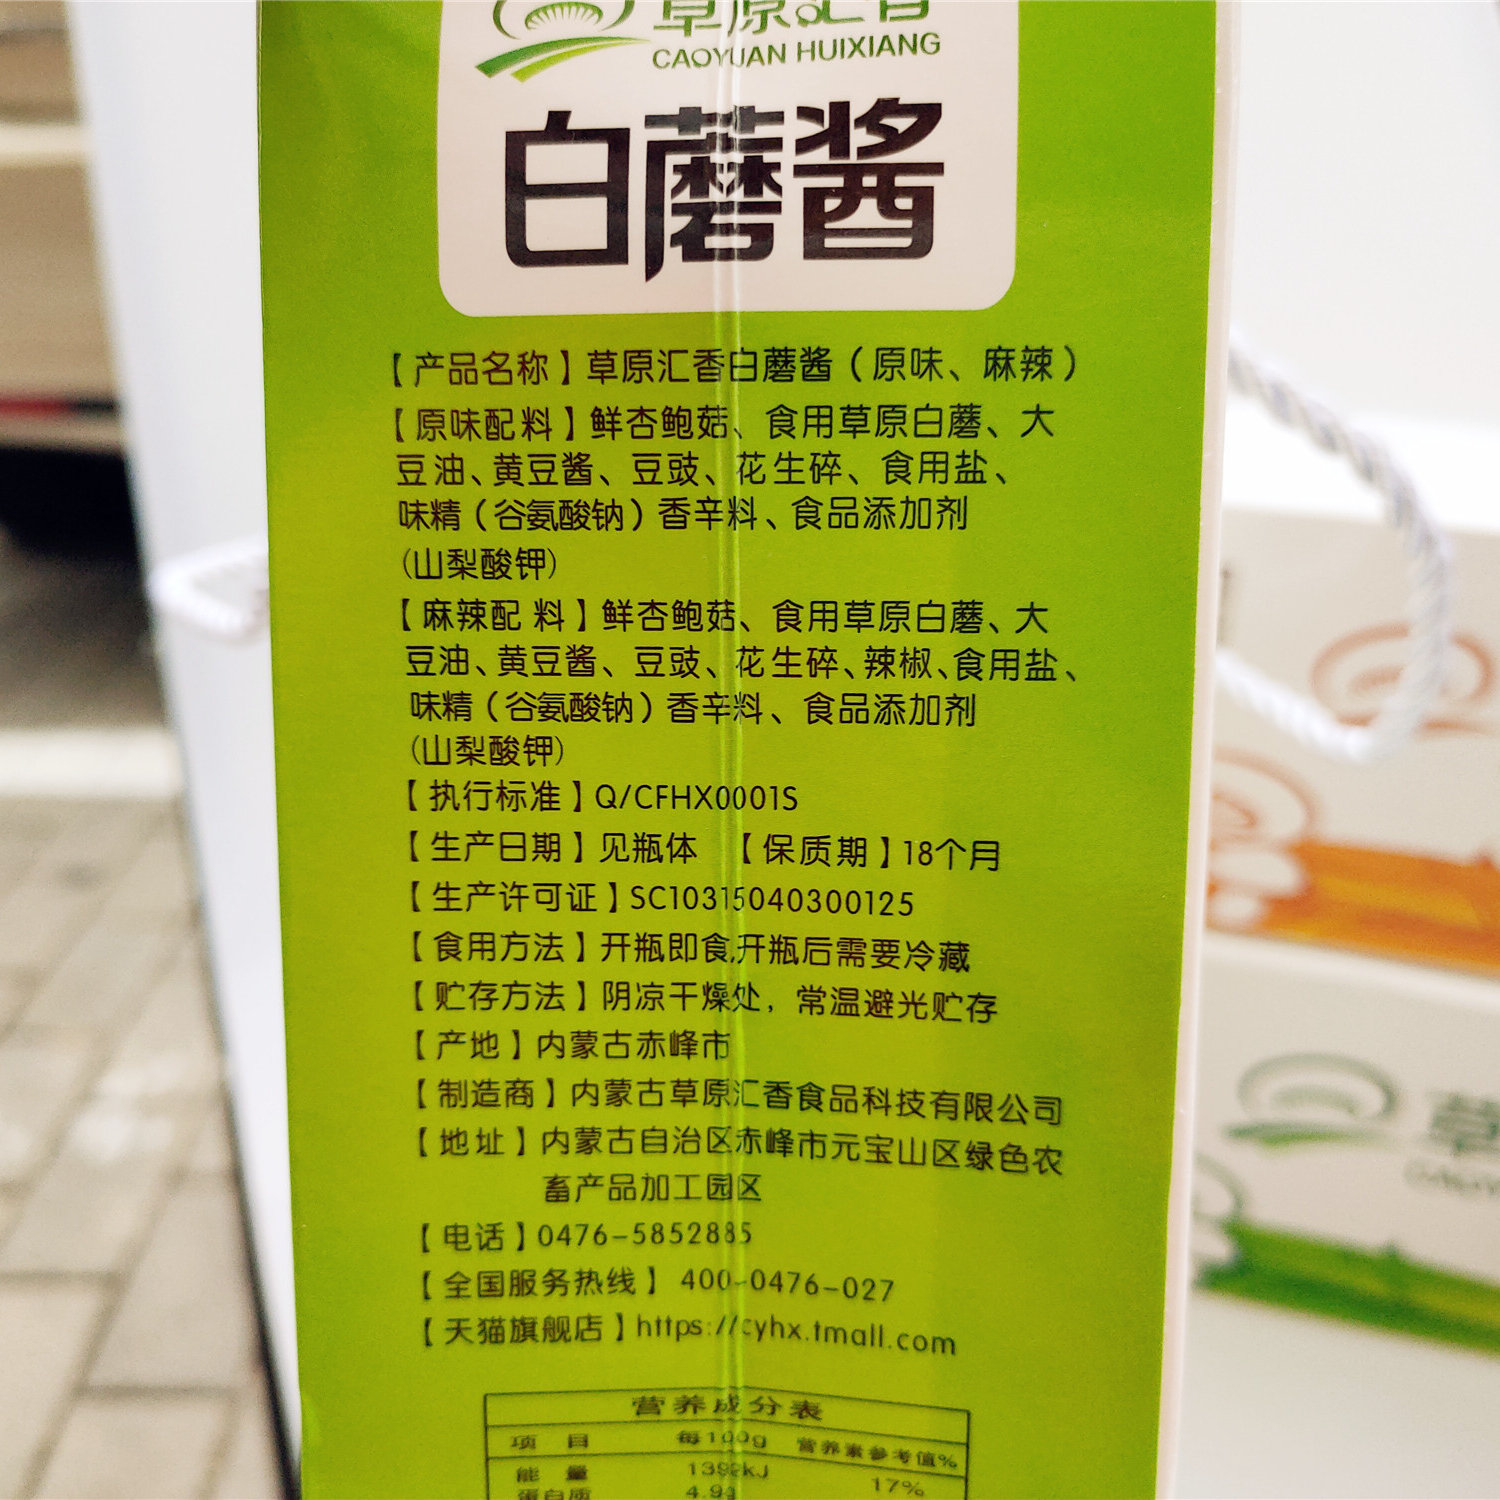 草原汇香
CAOYUAN HUIXIANG
白蘑酱
【产品名称】草原汇香白蘑酱（原味、麻辣）
【原味配料】鲜杏鲍菇、食用草原白蘑、大
豆油、黄豆酱、豆豉、花生碎、食用盐、
味精（谷氨酸钠）香辛料、食品添加剂
(山梨酸钾)
【麻辣配 料】鲜杏鲍菇、食用草原白蘑、大
豆油、黄豆酱、豆豉、花生碎、辣椒、食用盐、
味精（谷氨酸钠）香辛料、食品添加剂
(山梨酸钾)
【执行标准】Q/CFHX0001S
【生产日期】见瓶体 【保质期】18个月
【生产许可证】SC10315040300125
【食用方法】开瓶即食,开瓶后需要冷藏
【贮存方法】阴凉干燥处，常温避光贮存
【产地】内蒙古赤峰市
【制造商】内蒙古草原汇香食品科技有限公司
【地址】内蒙古自治区赤峰市元宝山区绿色农
畜产品加工园区
【电话】0476-5852885
【全国服务热线】 400-0476-027
【天猫旗舰店】https://cyhx.tmall.com
营养成分表
项 目 每100g 营养素参考值%
能 量 17%
蛋白质
草